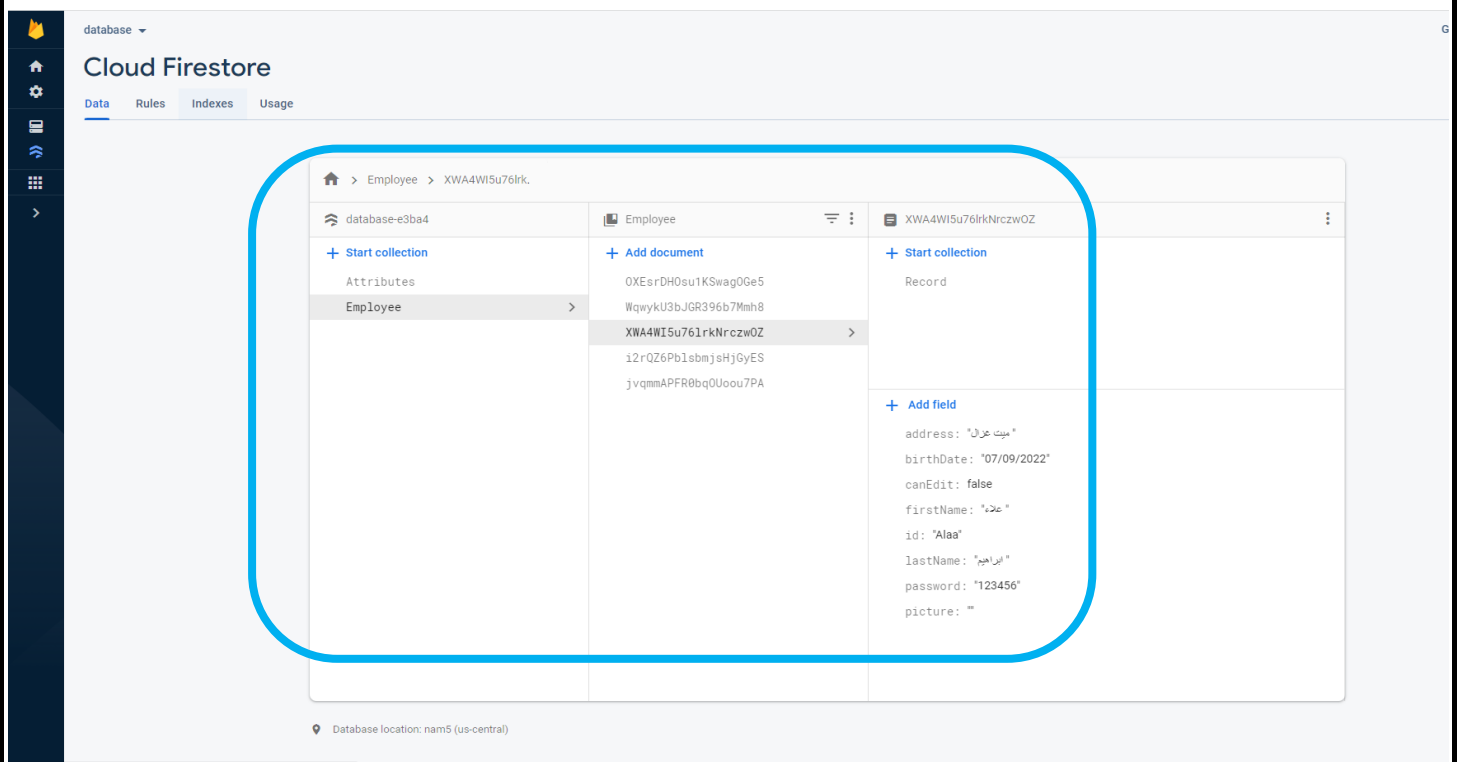 database
G
Cloud Firestore
Data Rules Indexes Usage
Employee > XWA4WI5u76lrk.
database-e3ba4
+ Start collection
Attributes
Employee
Employee
+ Add document
OXEsrDHOsu1KSwagOGe5
WqwykU3bJGR396b7Mmh8
XWA4WI5u76lrkNrczwOZ
i2rQZ6PblsbmjsHjGyES
jvqmmAPFR0bqOUoou7PA
XWA4WI5u76lrkNrczwOZ
+ Start collection
Record
+ Add field
address: "ميت عزال"
birthDate: "07/09/2022"
canEdit: false
firstName: "علاء"
id: "Alaa"
lastName: "ابراهيم"
password: "123456"
picture: ""
Database location: nam5 (us-central)